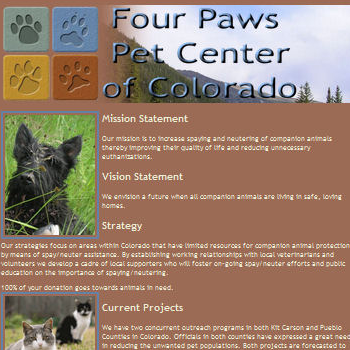 Four Paws
Pet Center
of Colorado
Mission Statement
Our mission is to increase spaying and neutering of companion animals
thereby improving their quality of life and reducing unnecessary
euthanizations.
Vision Statement
We envision a future when all companion animals are living in safe, loving
homes.
Strategy
Our strategies focus on areas within Colorado that have limited resources for companion animal protection
by means of spay/neuter assistance. By establishing working relationships with local veterinarians and
volunteers we develop a cadre of local supporters who will foster on-going spay/neuter efforts and public
education on the importance of spaying/neutering.
100% of your donation goes towards animals in need.
Current Projects
We have two concurrent outreach programs in both Kit Carson and Pueblo
Counties in Colorado. Officials in both counties have expressed a great need
in reducing the unwanted pet populations. Both projects are forecasted to